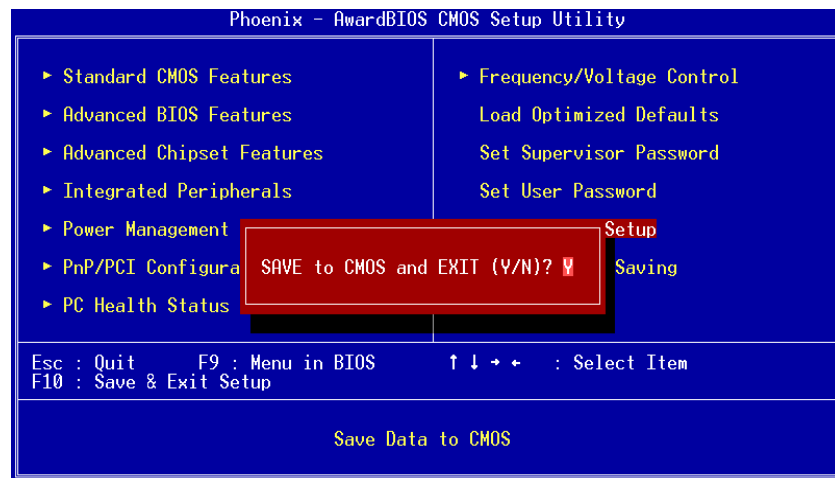 Phoenix - AwardBIOS CMOS Setup Utility
► Standard CMOS Features
► Advanced BIOS Features
► Advanced Chipset Features
► Integrated Peripherals
► Power Management
► PnP/PCI Configura
► PC Health Status
► Frequency/Voltage Control
Load Optimized Defaults
Set Supervisor Password
Set User Password
Setup
Saving
SAVE to CMOS and EXIT (Y/N)? Y
Esc : Quit F9 : Menu in BIOS ↑ ↓ → ← : Select Item
F10 : Save & Exit Setup
Save Data to CMOS